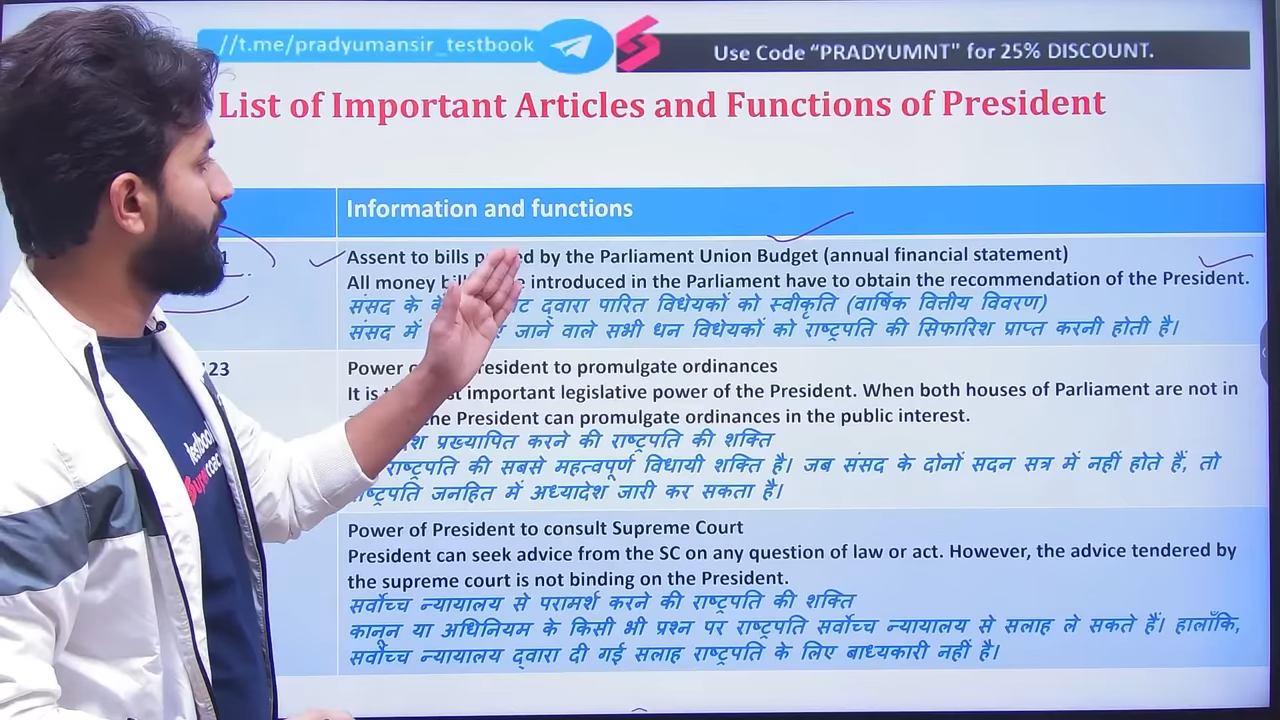 //t.me/pradyumansir_testbook
Use Code “PRADYUMNT" for 25% DISCOUNT.
List of Important Articles and Functions of President
Information and functions
Assent to bills by the Parliament Union Budget (annual financial statement)
All money introduced in the Parliament have to obtain the recommendation of the President.
संसद के द्वारा पारित विधेयकों को स्वीकृति (वार्षिक वित्तीय विवरण)
संसद में जाने वाले सभी धन विधेयकों को राष्ट्रपति की सिफारिश प्राप्त करनी होती है।
23
Power to promulgate ordinances
It is important legislative power of the President. When both houses of Parliament are not in
the President can promulgate ordinances in the public interest.
प्रख्यापित करने की राष्ट्रपति की शक्ति
राष्ट्रपति की सबसे महत्वपूर्ण विधायी शक्ति है। जब संसद के दोनों सदन सत्र में नहीं होते हैं, तो
जनहित में अध्यादेश जारी कर सकता है।
Power of President to consult Supreme Court
President can seek advice from the SC on any question of law or act. However, the advice tendered by
the supreme court is not binding on the President.
सर्वोच्च न्यायालय से परामर्श करने की राष्ट्रपति की शक्ति
कानून या अधिनियम के किसी भी प्रश्न पर राष्ट्रपति सर्वोच्च न्यायालय से सलाह ले सकते हैं। हालाँकि,
सर्वोच्च न्यायालय द्वारा दी गई सलाह राष्ट्रपति के लिए बाध्यकारी नहीं है।